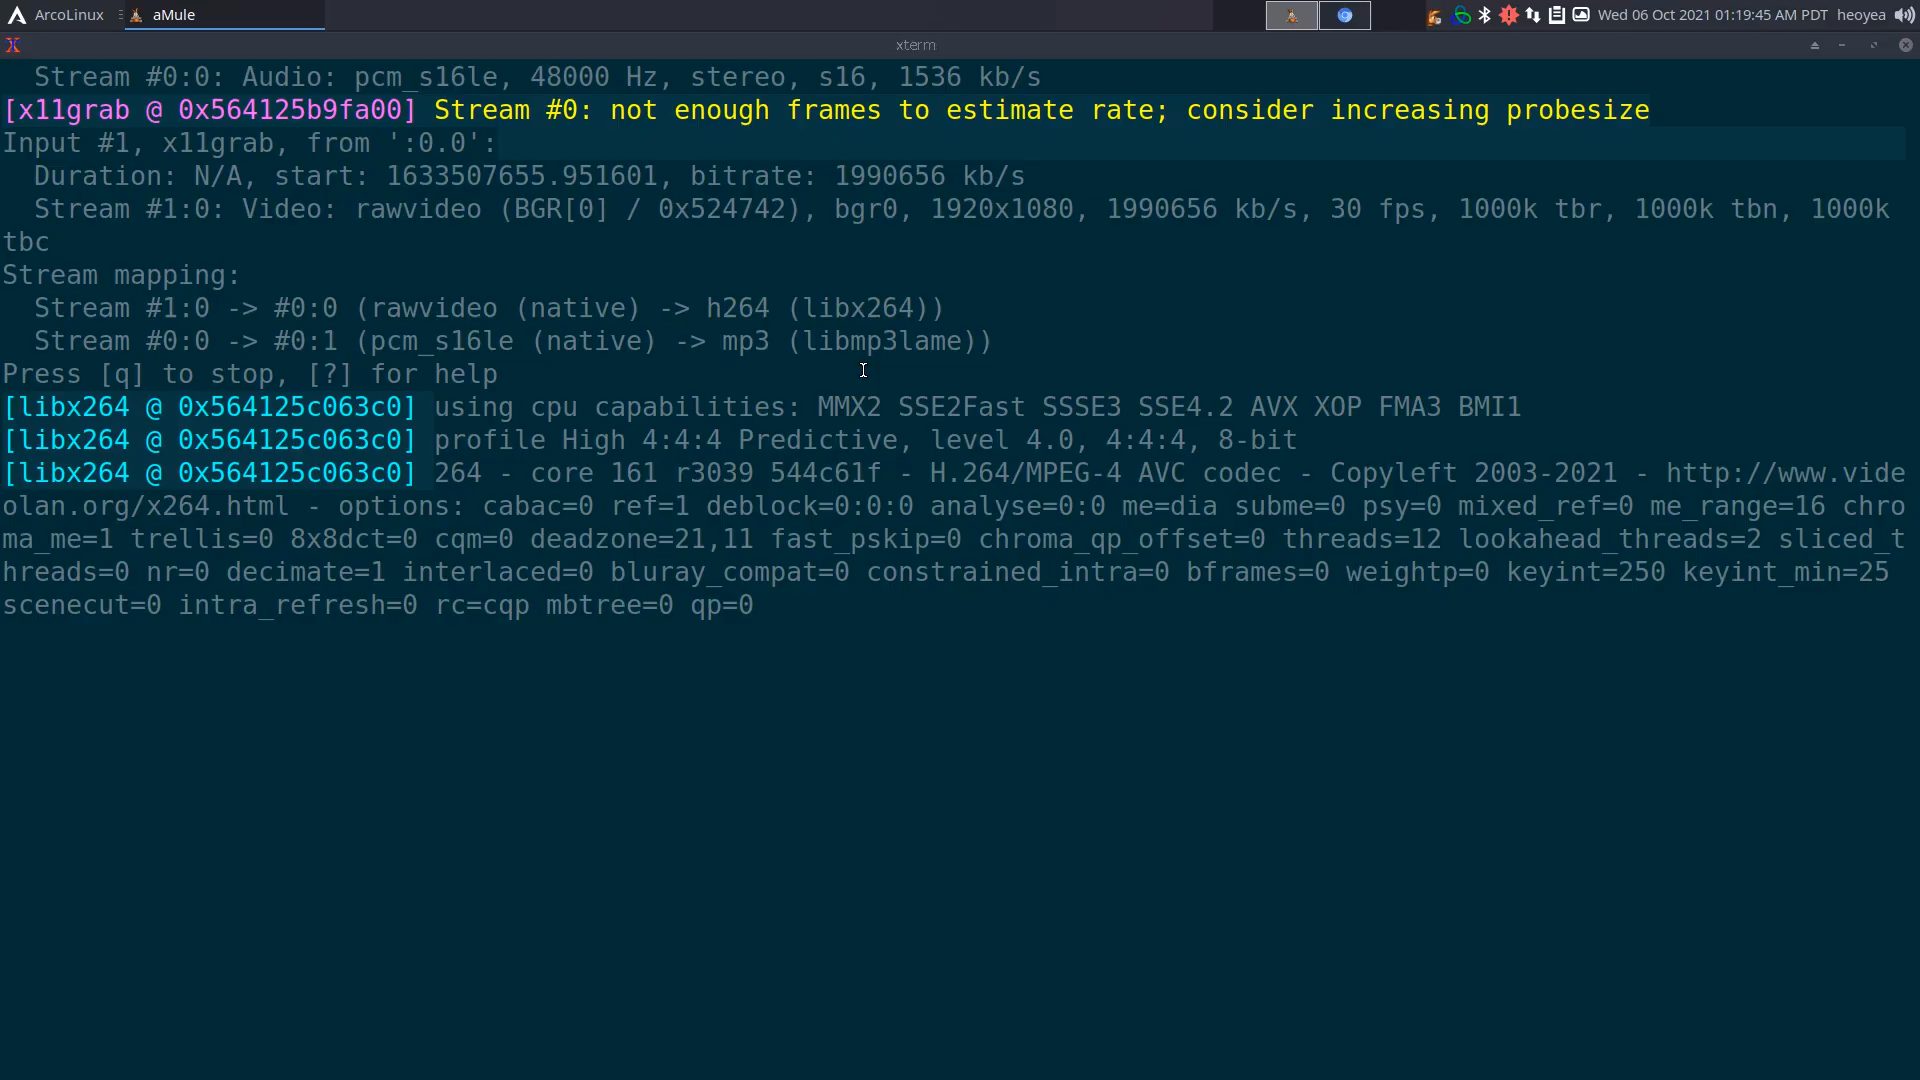 ArcoLinux aMule Wed 06 Oct 2021 01:19:45 AM PDT heoyea
xterm
Stream #0:0: Audio: pcm_s16le, 48000 Hz, stereo, s16, 1536 kb/s
[x11grab @ 0x564125b9fa00] Stream #0: not enough frames to estimate rate; consider increasing probesize
Input #1, x11grab, from ':0.0':
Duration: N/A, start: 1633507655.951601, bitrate: 1990656 kb/s
Stream #1:0: Video: rawvideo (BGR[0] / 0x524742), bgr0, 1920x1080, 1990656 kb/s, 30 fps, 1000k tbr, 1000k tbn, 1000k
tbc
Stream mapping:
Stream #1:0 -> #0:0 (rawvideo (native) -> h264 (libx264))
Stream #0:0 -> #0:1 (pcm_s16le (native) -> mp3 (libmp3lame))
Press [q] to stop, [?] for help
[libx264 @ 0x564125c063c0] using cpu capabilities: MMX2 SSE2Fast SSSE3 SSE4.2 AVX XOP FMA3 BMI1
[libx264 @ 0x564125c063c0] profile High 4:4:4 Predictive, level 4.0, 4:4:4, 8-bit
[libx264 @ 0x564125c063c0] 264 - core 161 r3039 544c61f - H.264/MPEG-4 AVC codec - Copyleft 2003-2021 - http://www.vide
olan.org/x264.html - options: cabac=0 ref=1 deblock=0:0:0 analyse=0:0 me=dia subme=0 psy=0 mixed_ref=0 me_range=16 chro
ma_me=1 trellis=0 8x8dct=0 cqm=0 deadzone=21,11 fast_pskip=0 chroma_qp_offset=0 threads=12 lookahead_threads=2 sliced_t
hreads=0 nr=0 decimate=1 interlaced=0 bluray_compat=0 constrained_intra=0 bframes=0 weightp=0 keyint=250 keyint_min=25
scenecut=0 intra_refresh=0 rc=cqp mbtree=0 qp=0